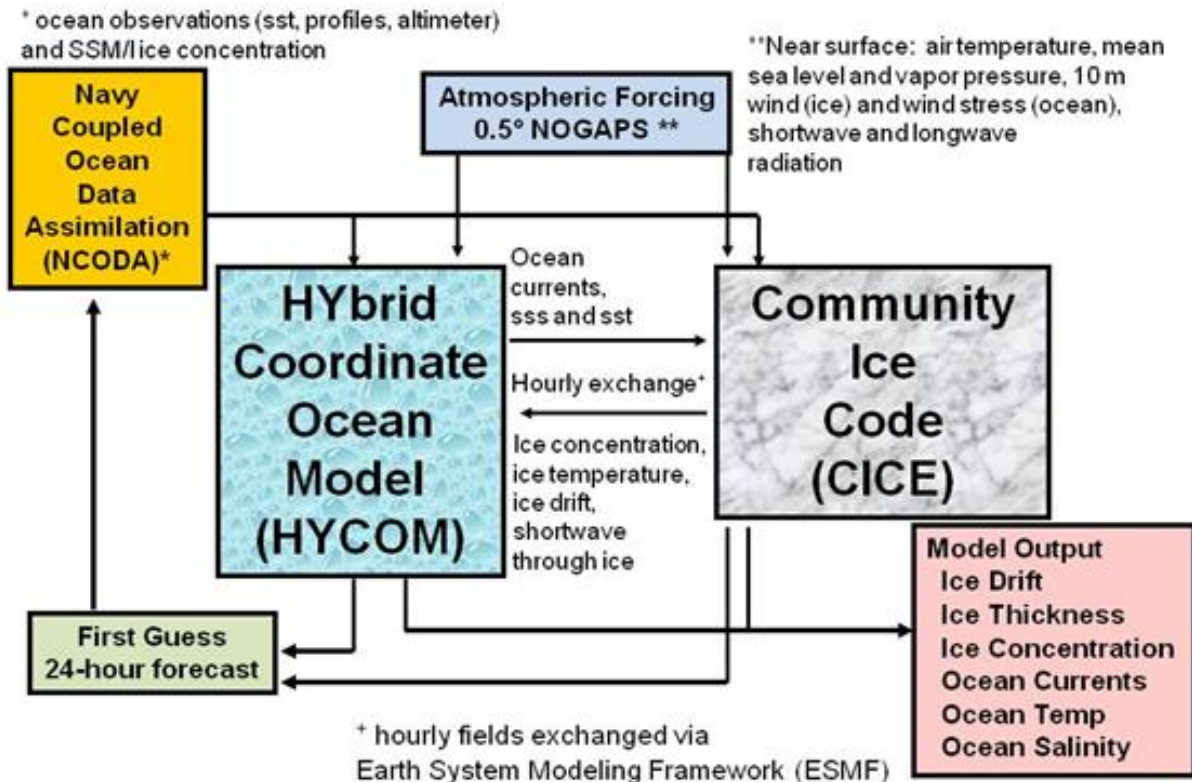 * ocean observations (sst, profiles, altimeter)
and SSM/I ice concentration
Navy
Coupled
Ocean
Data
Assimilation
(NCODA)*
Atmospheric Forcing
0.5° NOGAPS **
**Near surface: air temperature, mean
sea level and vapor pressure, 10 m
wind (ice) and wind stress (ocean),
shortwave and longwave
radiation
HYbrid
Coordinate
Ocean
Model
(HYCOM)
Ocean
currents,
sss and sst
Hourly exchange+
Ice concentration,
ice temperature,
ice drift,
shortwave
through ice
Community
Ice
Code
(CICE)
First Guess
24-hour forecast
Model Output
Ice Drift
Ice Thickness
Ice Concentration
Ocean Currents
Ocean Temp
Ocean Salinity
+ hourly fields exchanged via
Earth System Modeling Framework (ESMF)